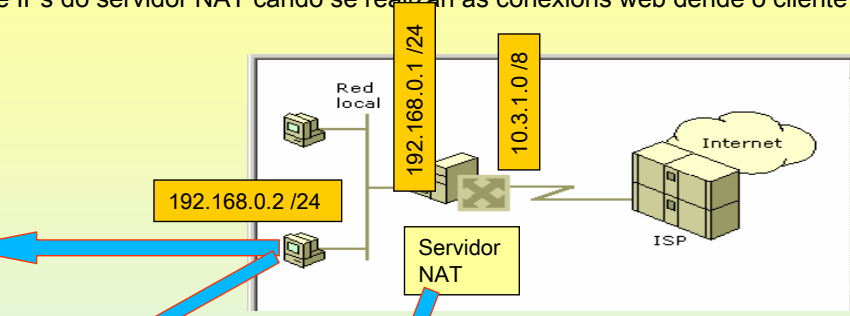 e IPs do servidor NAT cando se realizan as conexións web dende o cliente
192.168.0.1 /24
10.3.1.0 /8
Red
local
Internet
192.168.0.2 /24
ISP
Servidor
NAT